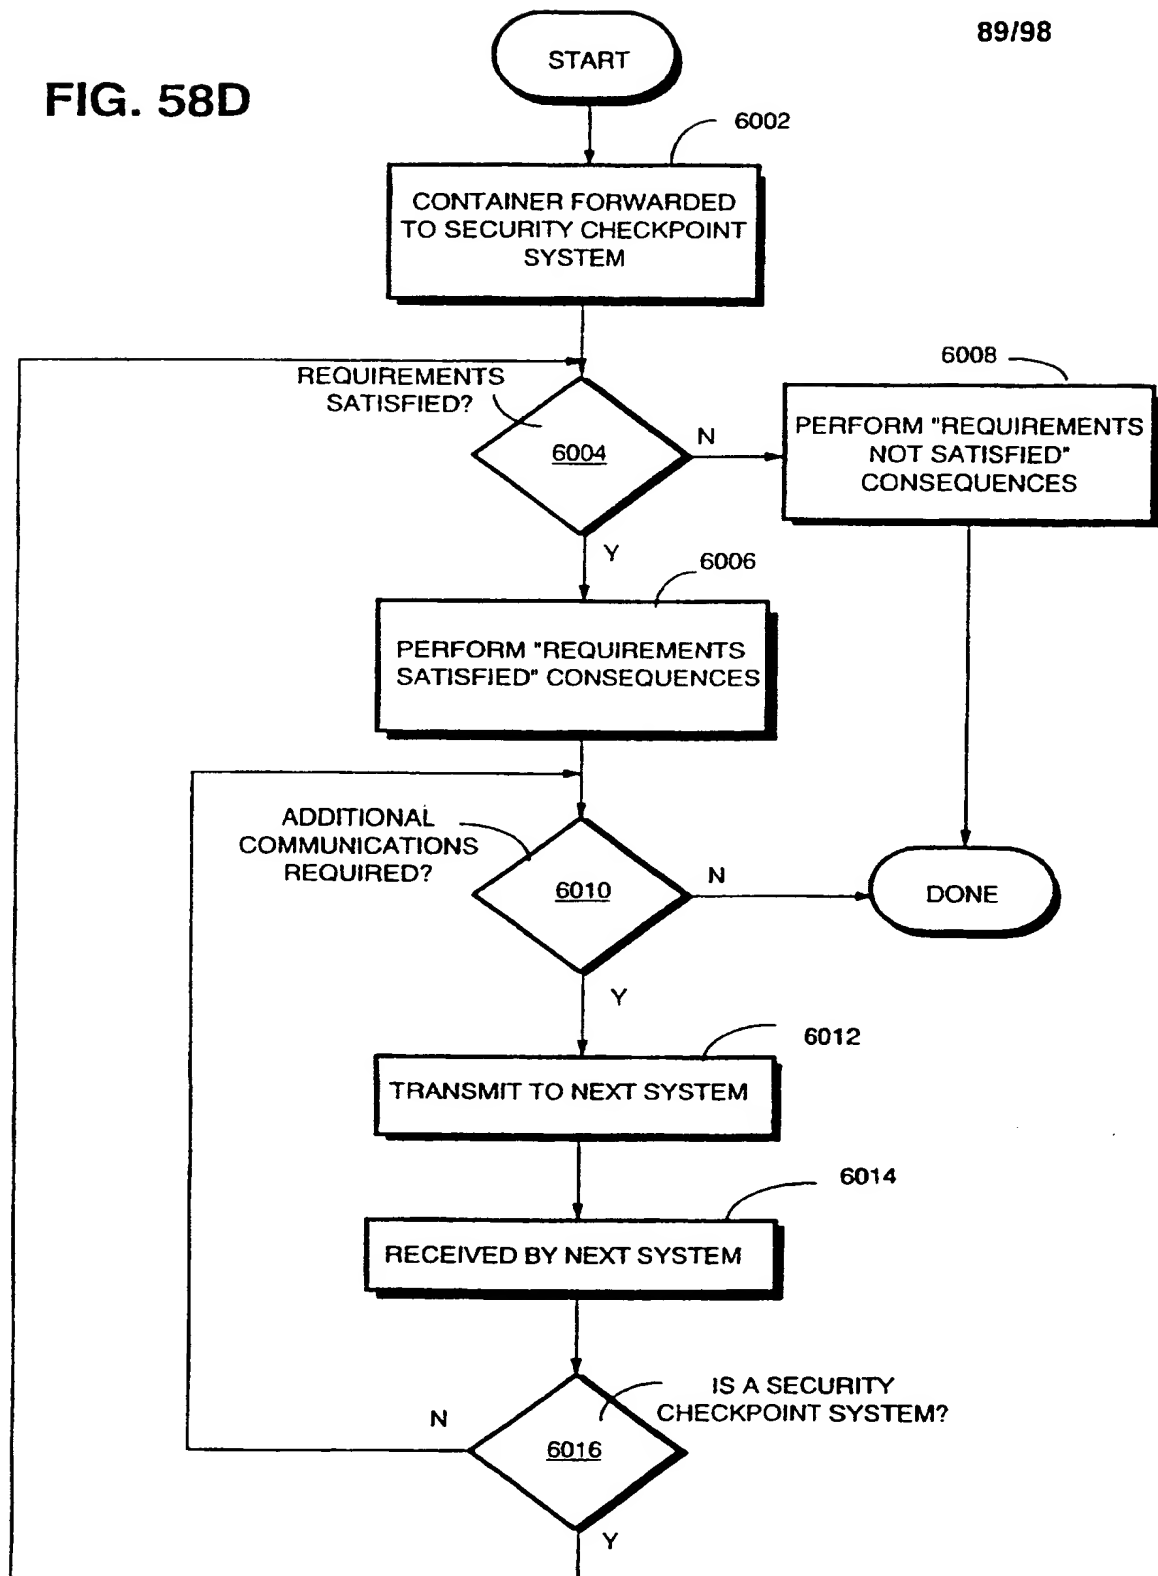 89/98
FIG. 58D
START
6002
CONTAINER FORWARDED
TO SECURITY CHECKPOINT
SYSTEM
REQUIREMENTS
SATISFIED?
6004
N
6008
PERFORM "REQUIREMENTS
NOT SATISFIED"
CONSEQUENCES
Y
6006
PERFORM "REQUIREMENTS
SATISFIED" CONSEQUENCES
ADDITIONAL
COMMUNICATIONS
REQUIRED?
6010
N
DONE
Y
6012
TRANSMIT TO NEXT SYSTEM
6014
RECEIVED BY NEXT SYSTEM
IS A SECURITY
CHECKPOINT SYSTEM?
N
6016
Y